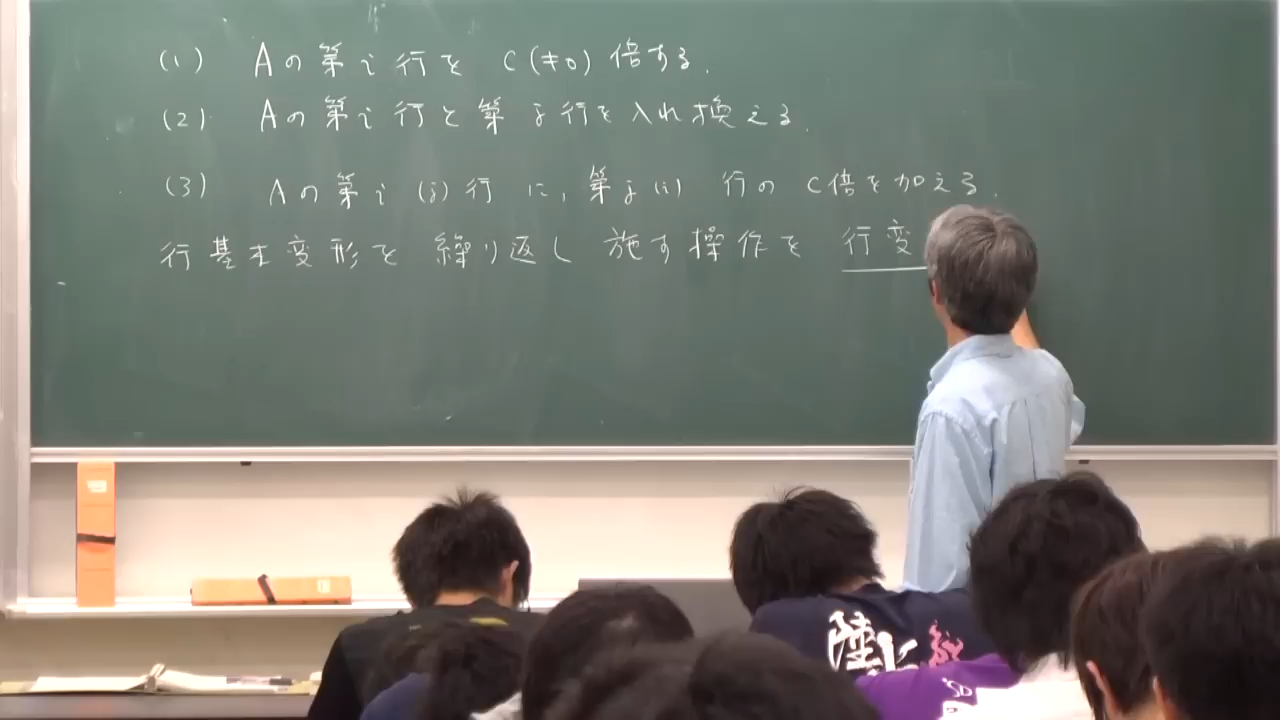 (1) Aの第i行を c(≠0)倍する.
(2) Aの第i行と第j行を入れ換える.
(3) Aの第i(j)行に,第j(i)行のc倍を加える.
行基本変形を繰り返し施す操作を行変
陸